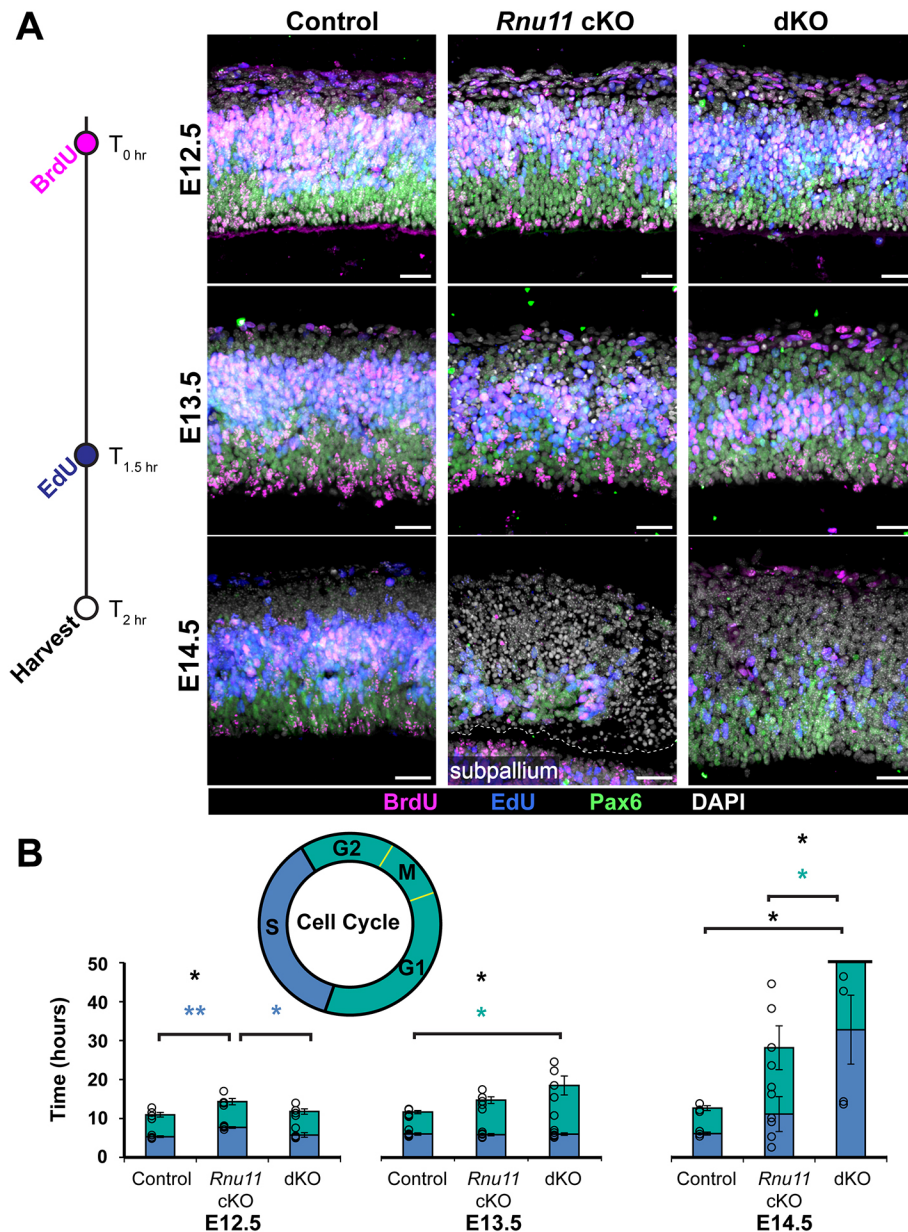 A
Control
Rnu11 cKO
dKO
BrdU
T0 hr
EdU
T1.5 hr
Harvest
T2 hr
E12.5
E13.5
E14.5
subpallium
BrdU EdU Pax6 DAPI
B
G2
M
S
Cell Cycle
G1
*
**
*
*
*
*
*
*
Time (hours)
50
40
30
20
10
0
Control
Rnu11
cKO
dKO
E12.5
Control
Rnu11
cKO
dKO
E13.5
Control
Rnu11
cKO
dKO
E14.5